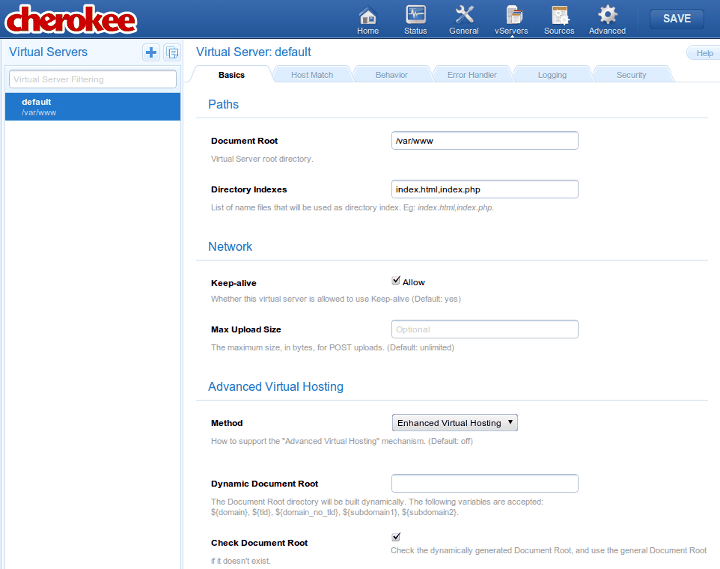 cherokee
Home Status General vServers Sources Advanced SAVE
Virtual Servers
Virtual Server: default
Help
Virtual Server Filtering
Basics Host Match Behavior Error Handler Logging Security
default
/var/www
Paths
Document Root /var/www
Virtual Server root directory.
Directory Indexes index.html,index.php
List of name files that will be used as directory index. Eg: index.html,index.php.
Network
Keep-alive Allow
Whether this virtual server is allowed to use Keep-alive (Default: yes)
Max Upload Size Optional
The maximum size, in bytes, for POST uploads. (Default: unlimited)
Advanced Virtual Hosting
Method Enhanced Virtual Hosting
How to support the "Advanced Virtual Hosting" mechanism. (Default: off)
Dynamic Document Root
The Document Root directory will be built dynamically. The following variables are accepted:
${domain}, ${tld}, ${domain_no_tld}, ${subdomain1}, ${subdomain2}.
Check Document Root
Check the dynamically generated Document Root, and use the general Document Root
if it doesn't exist.